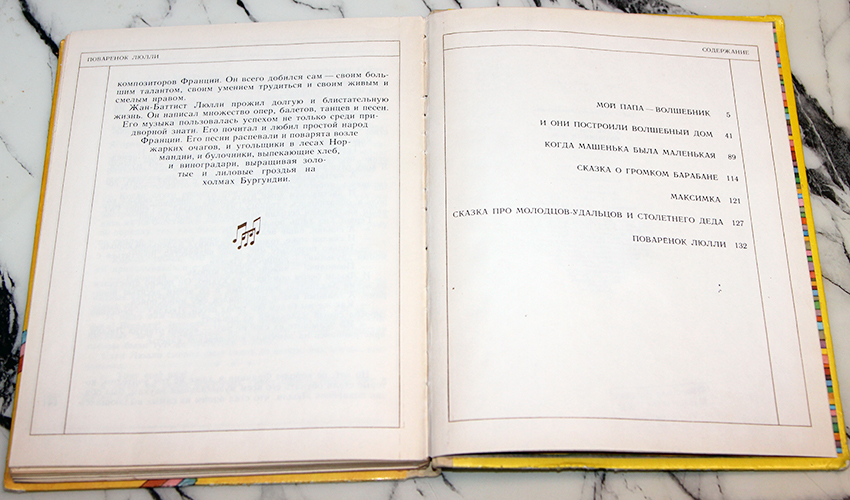 ПОВАРЕНОК ЛЮЛЛИ
композиторов Франции. Он всего добился сам — своим боль-
шим талантом, своим умением трудиться и своим живым и
смелым нравом.
Жан-Баттист Люлли прожил долгую и блистательную
жизнь. Он написал множество опер, балетов, танцев и песен.
Его музыка пользовалась успехом не только среди при-
дворной знати. Его почитал и любил простой народ
Франции. Его песни распевали и поварята возле
жарких очагов, и угольщики в лесах Нор-
мандии, и булочники, выпекающие хлеб,
и виноградари, выращивая золо-
тые и лиловые гроздья на
холмах Бургундии.
СОДЕРЖАНИЕ
МОЙ ПАПА — ВОЛШЕБНИК 5
И ОНИ ПОСТРОИЛИ ВОЛШЕБНЫЙ ДОМ 41
КОГДА МАШЕНЬКА БЫЛА МАЛЕНЬКАЯ 89
СКАЗКА О ГРОМКОМ БАРАБАНЕ 114
МАКСИМКА 121
СКАЗКА ПРО МОЛОДЦОВ-УДАЛЬЦОВ И СТОЛЕТНЕГО ДЕДА 127
ПОВАРЕНОК ЛЮЛЛИ 132